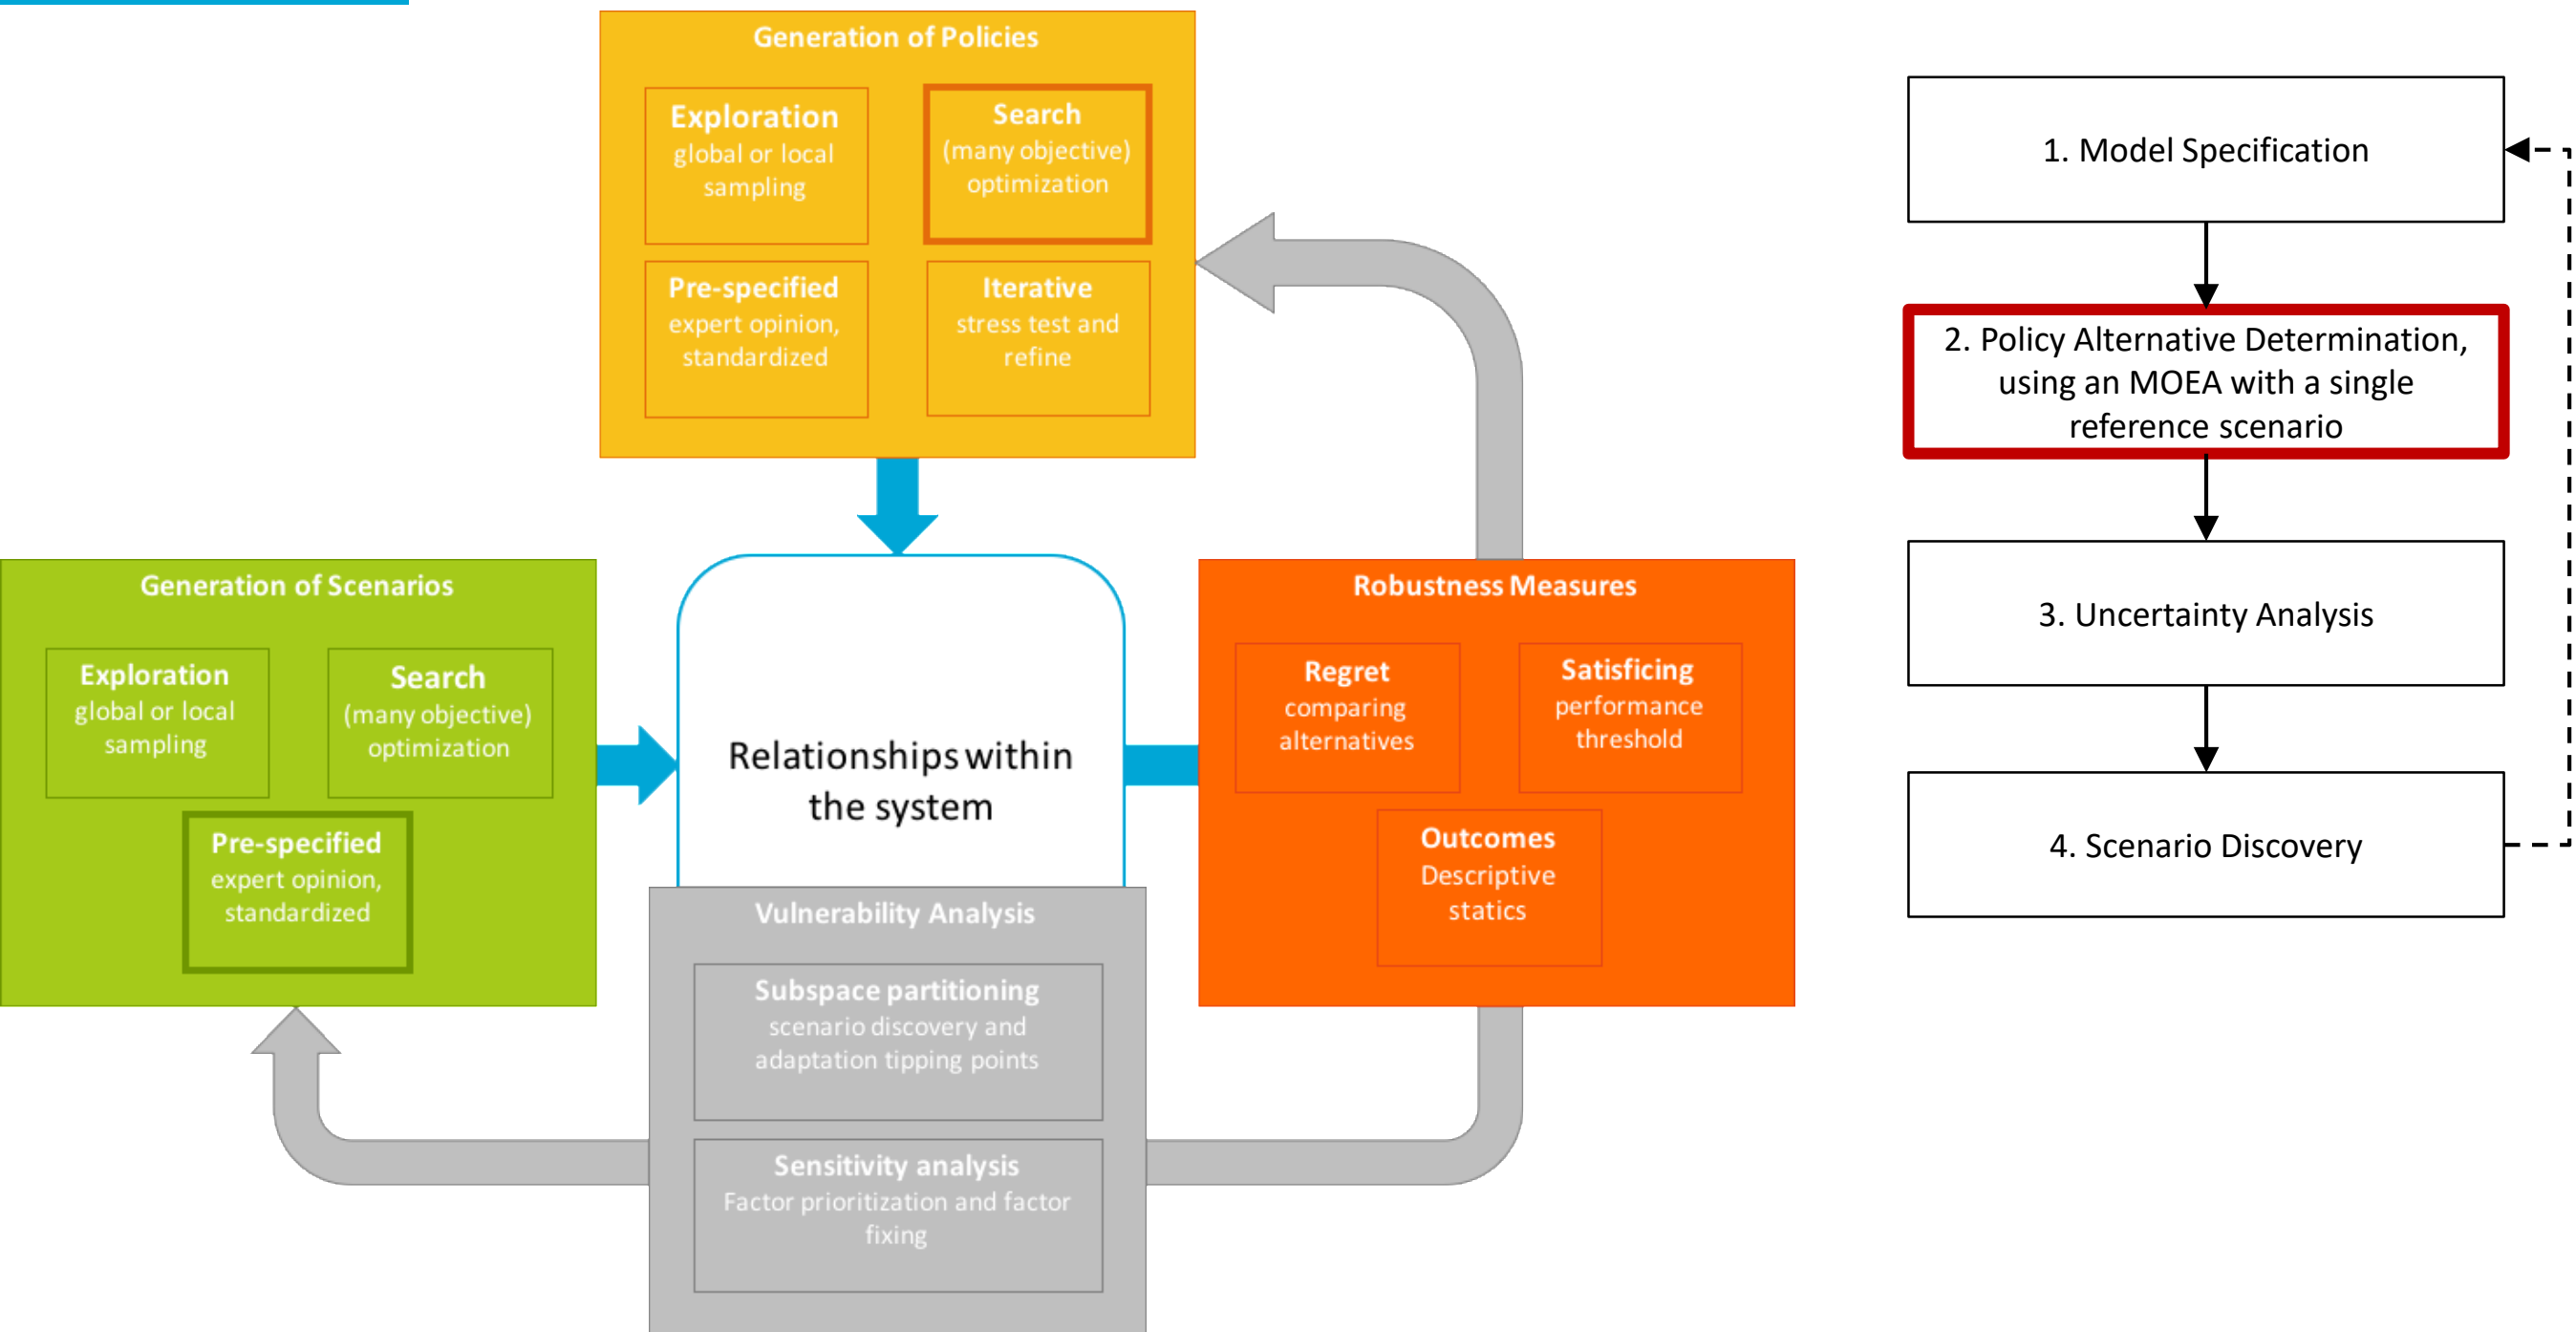 Generation of Policies
Exploration
global or local
sampling
Search
(many objective)
optimization
Pre-specified
expert opinion,
standardized
Iterative
stress test and
refine
Generation of Scenarios
Exploration
global or local
sampling
Search
(many objective)
optimization
Pre-specified
expert opinion,
standardized
Relationships within
the system
Robustness Measures
Regret
comparing
alternatives
Satisficing
performance
threshold
Outcomes
Descriptive
statics
Vulnerability Analysis
Subspace partitioning
scenario discovery and
adaptation tipping points
Sensitivity analysis
Factor prioritization and factor
fixing
1. Model Specification
2. Policy Alternative Determination,
using an MOEA with a single
reference scenario
3. Uncertainty Analysis
4. Scenario Discovery